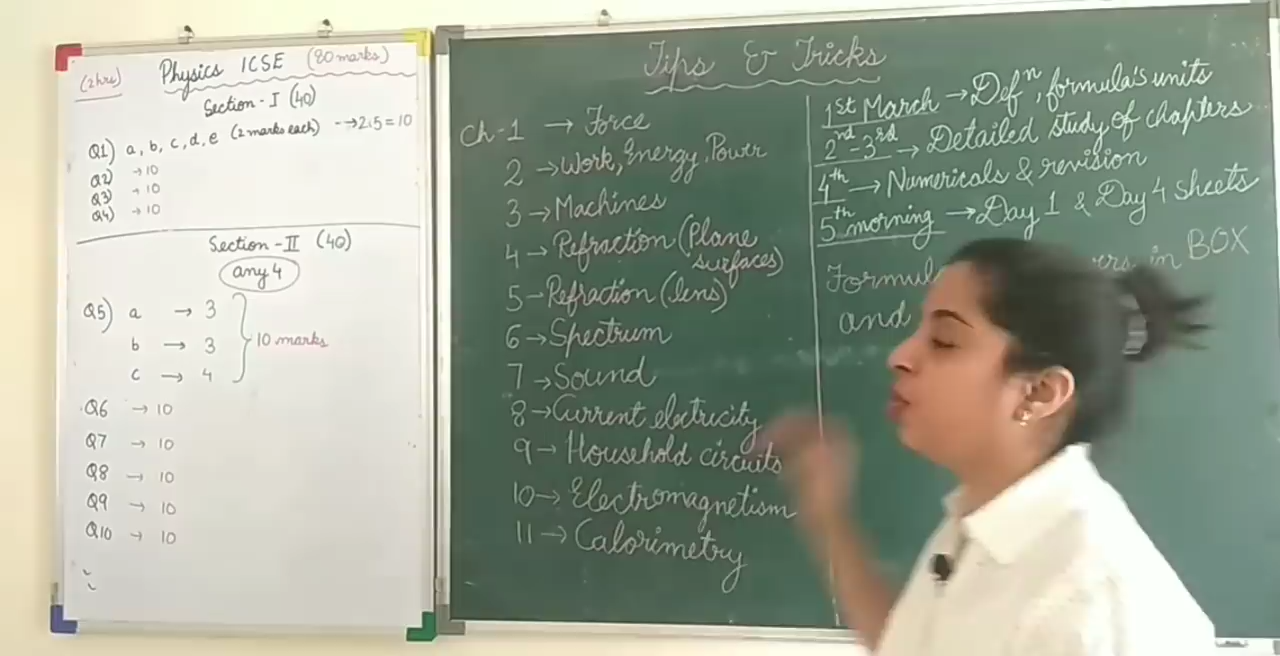 (2hrs) Physics ICSE (80 marks)
Section-I (40)
Q1) a, b, c, d, e (2 marks each) → 2.5=10
Q2) → 10
Q3) → 10
Q4) → 10
Section-II (40)
any 4
Q5) a → 3
b → 3
c → 4
10 marks
Q6 → 10
Q7 → 10
Q8 → 10
Q9 → 10
Q10 → 10
Tips & Tricks
Ch-1 → Force
2 → Work, Energy, Power
3 → Machines
4 → Refraction (Plane surfaces)
5 - Refraction (lens)
6 → Spectrum
7 → Sound
8 → Current electricity
9 → Household circuits
10 → Electromagnetism
11 → Calorimetry
1st March → Defⁿ, formula's units
2nd - 3rd → Detailed study of chapters
4th → Numericals & revision
5th morning → Day 1 & Day 4 sheets
in BOX
and